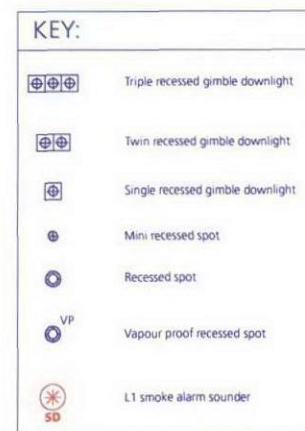 KEY:
Triple recessed gimble downlight
Twin recessed gimble downlight
Single recessed gimble downlight
Mini recessed spot
Recessed spot
VP
Vapour proof recessed spot
L1 smoke alarm sounder
SD